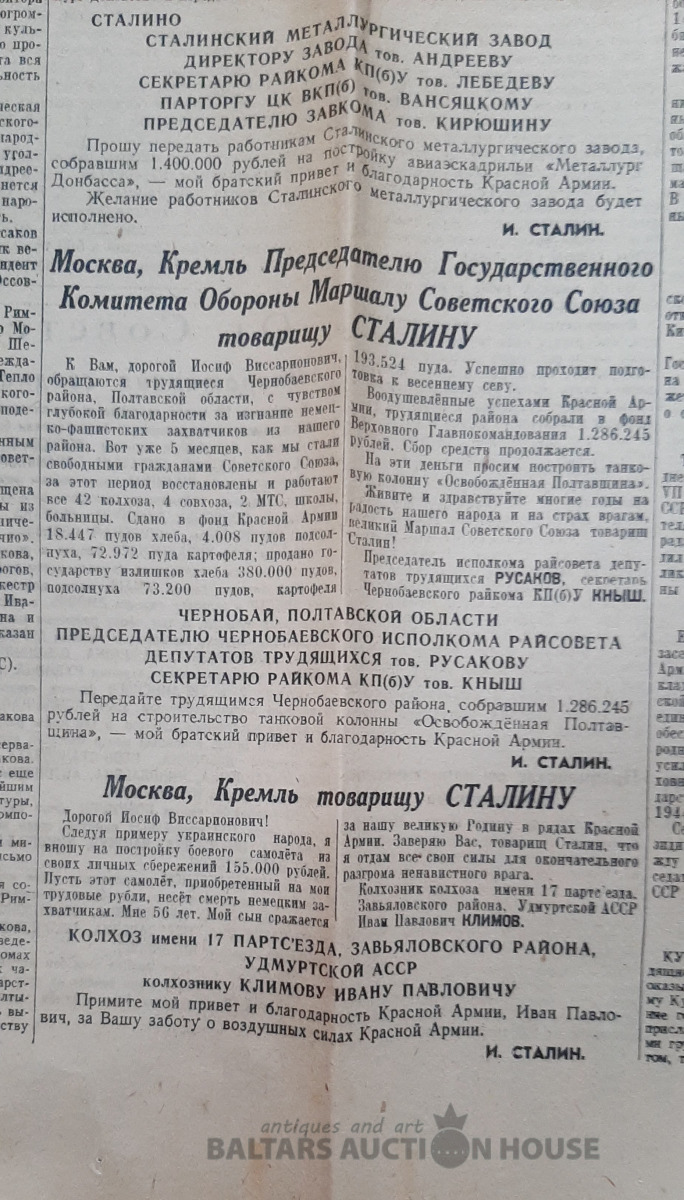 СТАЛИНО
СТАЛИНСКИЙ МЕТАЛЛУРГИЧЕСКИЙ ЗАВОД
ДИРЕКТОРУ ЗАВОДА тов. АНДРЕЕВУ
СЕКРЕТАРЮ РАЙКОМА КП(б)У тов. ЛЕБЕДЕВУ
ПАРТОРГУ ЦК ВКП(б) тов. ВАНСЯЦКОМУ
ПРЕДСЕДАТЕЛЮ ЗАВКОМА тов. КИРЮШИНУ
Прошу передать работникам Сталинского металлургического завода,
собравшим 1.400.000 рублей на постройку авиаэскадрильи «Металлург
Донбасса», — мой братский привет и благодарность Красной Армии.
Желание работников Сталинского металлургического завода будет
исполнено.
И. СТАЛИН.
Москва, Кремль Председателю Государственного
Комитета Обороны Маршалу Советского Союза
товарищу СТАЛИНУ
К Вам, дорогой Иосиф Виссарионович,
обращаются трудящиеся Чернобаевского
района, Полтавской области, с чувством
глубокой благодарности за изгнание немец-
ко-фашистских захватчиков из нашего
района. Вот уже 5 месяцев, как мы стали
свободными гражданами Советского Союза,
за этот период восстановлены и работают
все 42 колхоза, 4 совхоза, 2 МТС, школы,
больницы. Сдано в фонд Красной Армии
18.447 пудов хлеба, 4.008 пудов подсол-
нуха, 72.972 пуда картофеля; продано го-
сударству излишков хлеба 380.000 пудов,
подсолнуха 73.200 пудов, картофеля
193.524 пуда. Успешно проходит подго-
товка к весеннему севу.
Воодушевлённые успехами Красной Ар-
мии, трудящиеся района собрали в фонд
Верховного Главнокомандования 1.286.245
рублей. Сбор средств продолжается.
На эти деньги просим построить танко-
вую колонну «Освобождённая Полтавщина».
Живите и здравствуйте многие годы на
радость нашего народа и на страх врагам,
великий Маршал Советского Союза товарищ
Сталин!
Председатель исполкома райсовета депу-
татов трудящихся РУСАКОВ, секретарь
Чернобаевского райкома КП(б)У КНЫШ.
ЧЕРНОБАЙ, ПОЛТАВСКОЙ ОБЛАСТИ
ПРЕДСЕДАТЕЛЮ ЧЕРНОБАЕВСКОГО ИСПОЛКОМА РАЙСОВЕТА
ДЕПУТАТОВ ТРУДЯЩИХСЯ тов. РУСАКОВУ
СЕКРЕТАРЮ РАЙКОМА КП(б)У тов. КНЫШ
Передайте трудящимся Чернобаевского района, собравшим 1.286.245
рублей на строительство танковой колонны «Освобождённая Полтав-
щина», — мой братский привет и благодарность Красной Армии.
И. СТАЛИН.
Москва, Кремль товарищу СТАЛИНУ
Дорогой Иосиф Виссарионович!
Следуя примеру украинского народа, я
вношу на постройку боевого самолёта из
своих личных сбережений 155.000 рублей.
Пусть этот самолёт, приобретенный на мои
трудовые рубли, несёт смерть немецким за-
хватчикам. Мне 56 лет. Мой сын сражается
за нашу великую Родину в рядах Красной
Армии. Заверяю Вас, товарищ Сталин, что
я отдам все свои силы для окончательного
разгрома ненавистного врага.
Колхозник колхоза имени 17 партс'езда,
Завьяловского района, Удмуртской АССР
Иван Павлович КЛИМОВ.
КОЛХОЗ имени 17 ПАРТС'ЕЗДА, ЗАВЬЯЛОВСКОГО РАЙОНА,
УДМУРТСКОЙ АССР
колхознику КЛИМОВУ ИВАНУ ПАВЛОВИЧУ
Примите мой привет и благодарность Красной Армии, Иван Павло-
вич, за Вашу заботу о воздушных силах Красной Армии.
И. СТАЛИН.
antiques and art
BALTARS AUCTION HOUSE